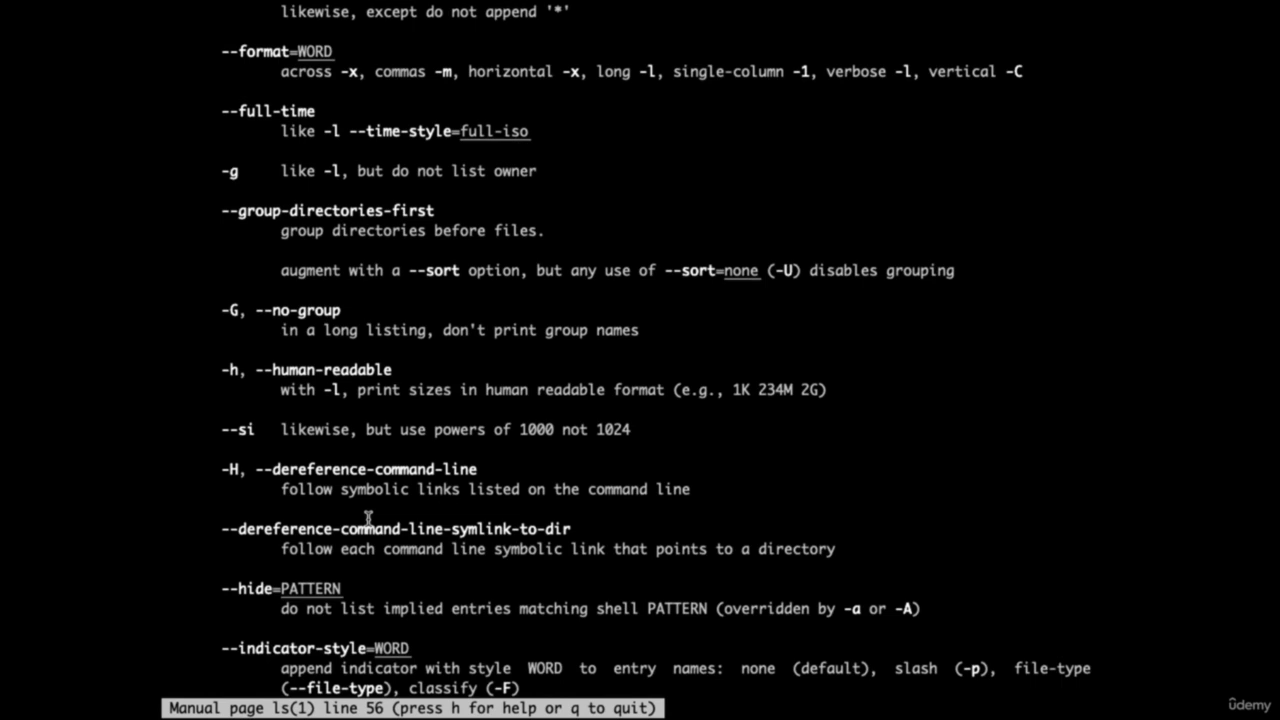 likewise, except do not append '*'
--format=WORD
across -x, commas -m, horizontal -x, long -l, single-column -1, verbose -l, vertical -C
--full-time
like -l --time-style=full-iso
-g like -l, but do not list owner
--group-directories-first
group directories before files.
augment with a --sort option, but any use of --sort=none (-U) disables grouping
-G, --no-group
in a long listing, don't print group names
-h, --human-readable
with -l, print sizes in human readable format (e.g., 1K 234M 2G)
--si likewise, but use powers of 1000 not 1024
-H, --dereference-command-line
follow symbolic links listed on the command line
--dereference-command-line-symlink-to-dir
follow each command line symbolic link that points to a directory
--hide=PATTERN
do not list implied entries matching shell PATTERN (overridden by -a or -A)
--indicator-style=WORD
append indicator with style WORD to entry names: none (default), slash (-p), file-type
(--file-type), classify (-F)
Manual page ls(1) line 56 (press h for help or q to quit)
ûdemy